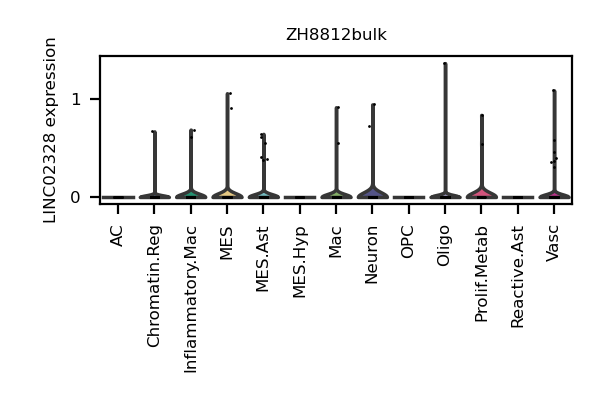 ZH8812bulk
LINC02328 expression
1
0
AC
Chromatin.Reg
Inflammatory.Mac
MES
MES.Ast
MES.Hyp
Mac
Neuron
OPC
Oligo
Prolif.Metab
Reactive.Ast
Vasc